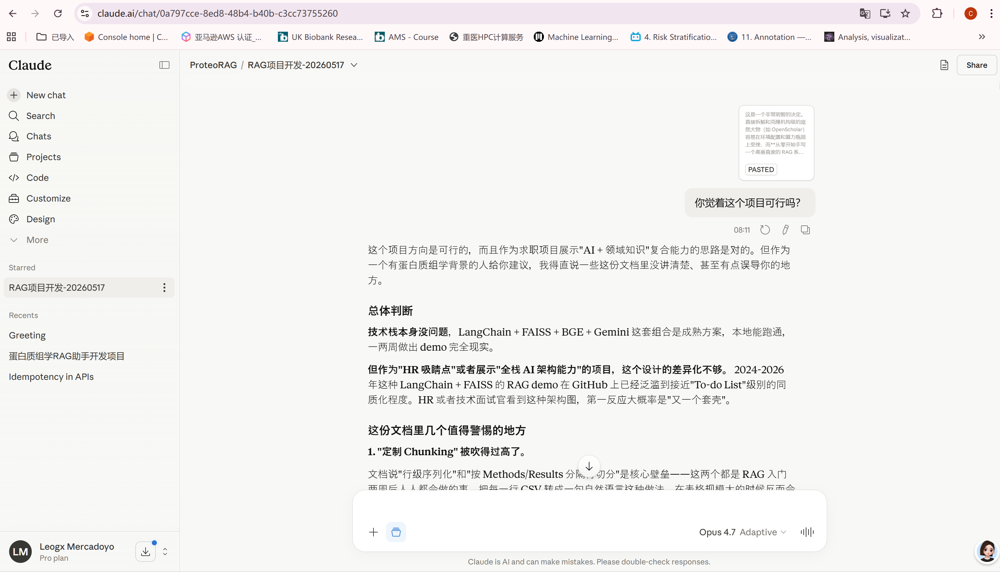 claude.ai/chat/0a797cce-8ed8-48b4-b40b-c3cc73755260
C
已导入
Console home | C...
亚马逊AWS 认证_...
UK Biobank Resea...
AMS - Course
重医HPC计算服务
Machine Learning...
4. Risk Stratificatio...
11. Annotation —...
Analysis, visualizat...
Claude
ProteoRAG / RAG项目开发-20260517
Share
New chat
Search
Chats
Projects
Code
Customize
Design
More
Starred
RAG项目开发-20260517
Recents
Greeting
蛋白质组学RAG助手开发项目
Idempotency in APIs
LM
Leogx Mercadoyo
Pro plan
这是一个非常明智的决定。
直接拆解和克隆机构级的庞
然大物（如 OpenScholar）
容易在环境配置和算力瓶颈
上受挫，而**从零开始手写
一个高垂直度的 RAG 系...
PASTED
你觉着这个项目可行吗？
08:11
这个项目方向是可行的，而且作为求职项目展示"AI + 领域知识"复合能力的思路是对的。但作为
一个有蛋白质组学背景的人给你建议，我得直说一些这份文档里没讲清楚、甚至有点误导你的地
方。
总体判断
技术栈本身没问题，LangChain + FAISS + BGE + Gemini 这套组合是成熟方案，本地能跑通，
一两周做出 demo 完全现实。
但作为"HR 吸睛点"或者展示"全栈 AI 架构能力"的项目，这个设计的差异化不够。 2024-2026
年这种 LangChain + FAISS 的 RAG demo 在 GitHub 上已经泛滥到接近"To-do List"级别的同
质化程度。HR 或者技术面试官看到这种架构图，第一反应大概率是"又一个套壳"。
这份文档里几个值得警惕的地方
1. "定制 Chunking" 被吹得过高了。
文档说"行级序列化"和"按 Methods/Results 分隔符切分"是核心壁垒——这两个都是 RAG 入门
两周后人人都会做的事。把每一行 CSV 转成一句自然语言这种做法，在表格规模大的时候反而会
Opus 4.7 Adaptive
Claude is AI and can make mistakes. Please double-check responses.